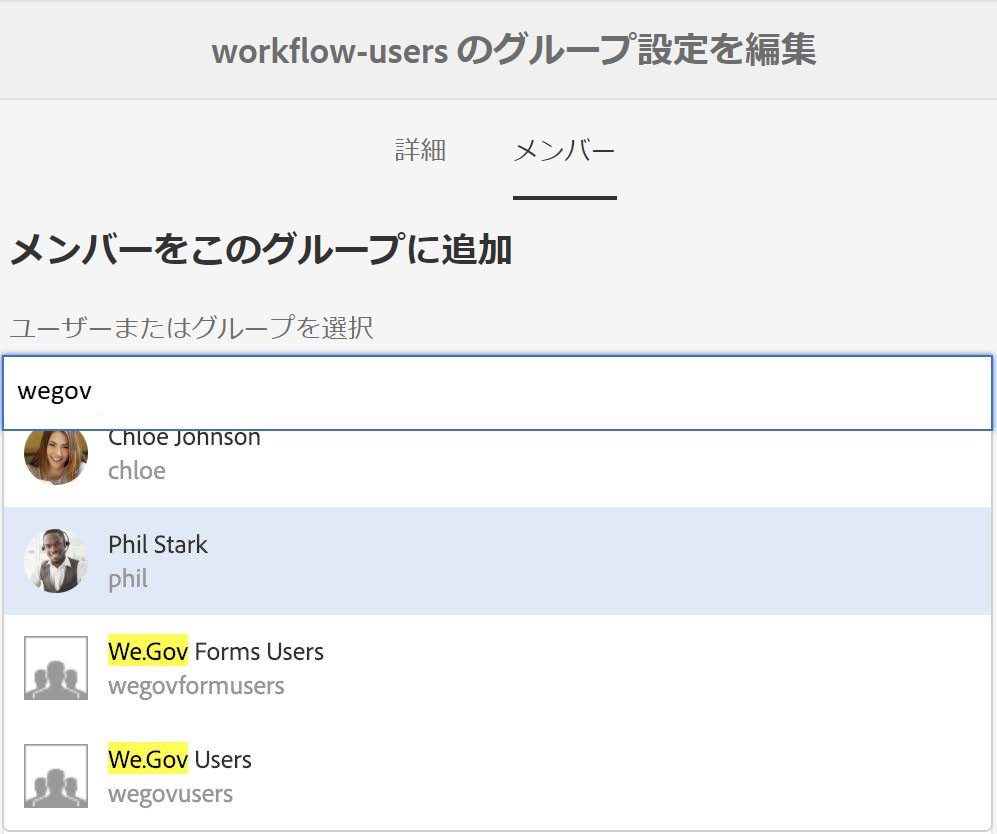 workflow-users のグループ設定を編集
詳細 メンバー
メンバーをこのグループに追加
ユーザーまたはグループを選択
wegov
Chloe Johnson
chloe
Phil Stark
phil
We.Gov Forms Users
wegovformusers
We.Gov Users
wegovusers